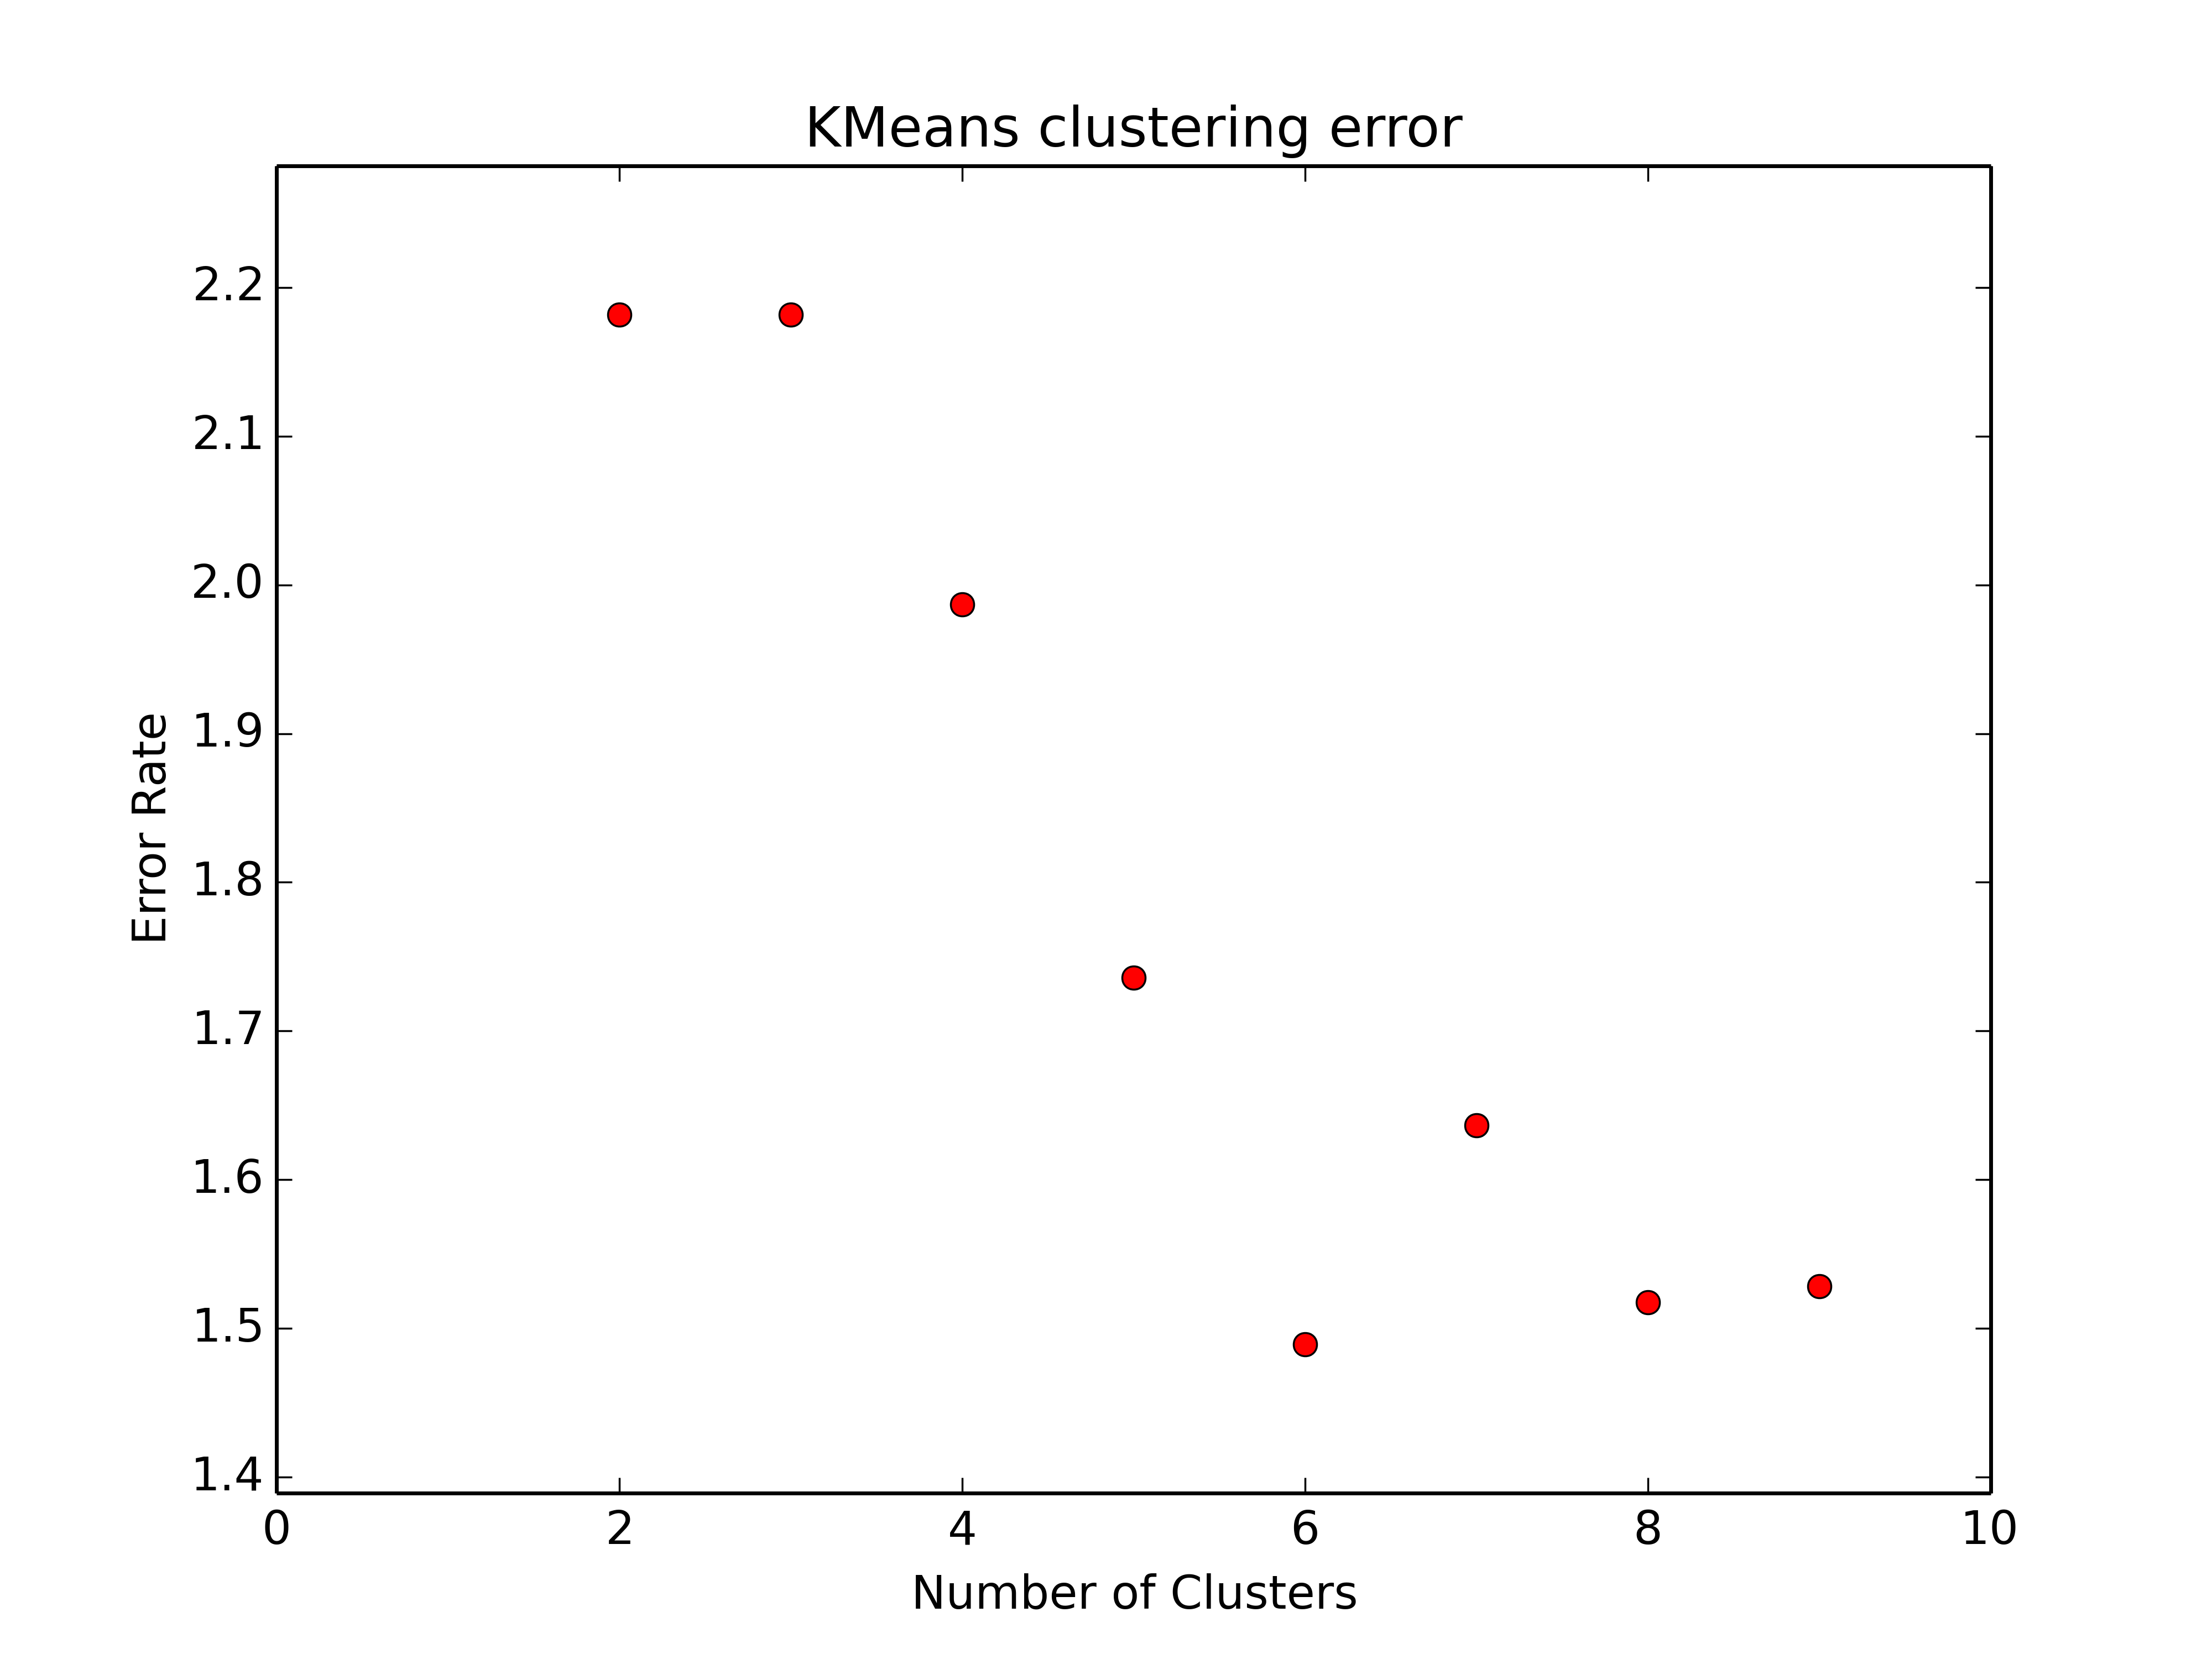 KMeans clustering error
2.2
2.1
2.0
1.9
1.8
1.7
1.6
1.5
1.4
Error Rate
0 2 4 6 8 10
Number of Clusters